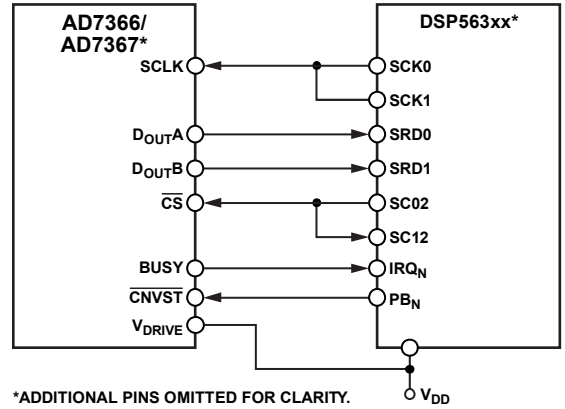 AD7366/
AD7367*
DSP563xx*
SCLK
SCK0
SCK1
DOUTA
SRD0
DOUTB
SRD1
CS
SC02
SC12
BUSY
IRQN
CNVST
PBN
VDRIVE
VDD
*ADDITIONAL PINS OMITTED FOR CLARITY.